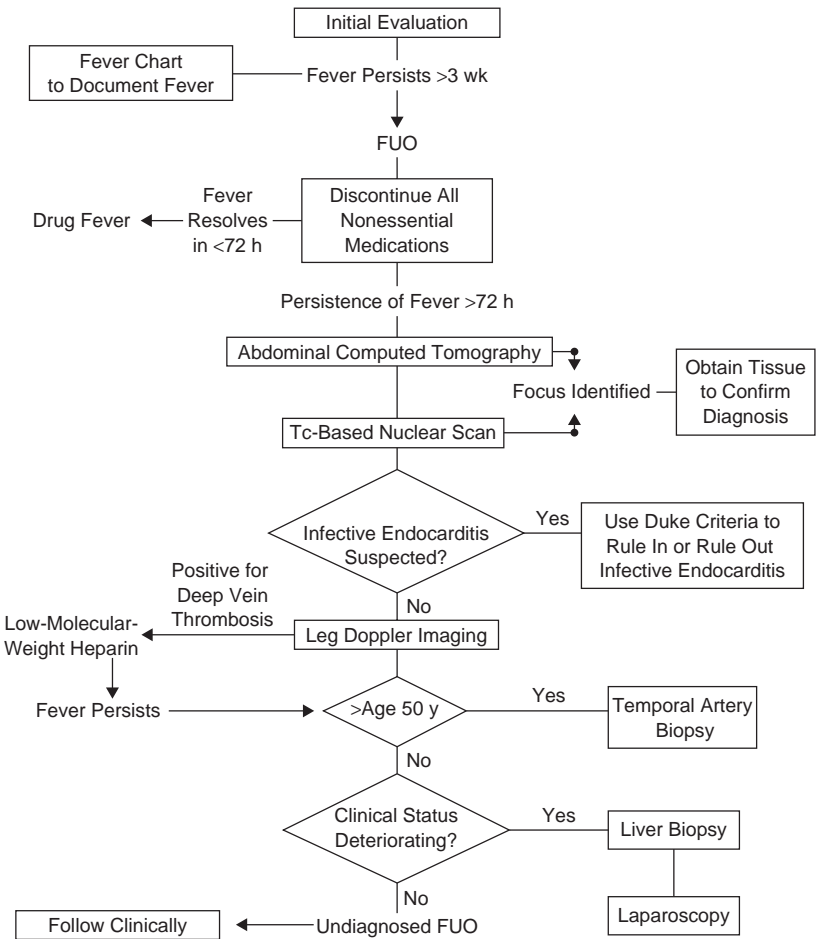 Initial Evaluation
Fever Chart
to Document Fever
Fever Persists >3 wk
FUO
Discontinue All
Nonessential
Medications
Fever
Resolves
in <72 h
Drug Fever
Persistence of Fever >72 h
Abdominal Computed Tomography
Focus Identified
Obtain Tissue
to Confirm
Diagnosis
Tc-Based Nuclear Scan
Infective Endocarditis
Suspected?
Yes
Use Duke Criteria to
Rule In or Rule Out
Infective Endocarditis
No
Leg Doppler Imaging
Positive for
Deep Vein
Thrombosis
Low-Molecular-
Weight Heparin
Fever Persists
>Age 50 y
Yes
Temporal Artery
Biopsy
No
Clinical Status
Deteriorating?
Yes
Liver Biopsy
Laparoscopy
No
Undiagnosed FUO
Follow Clinically